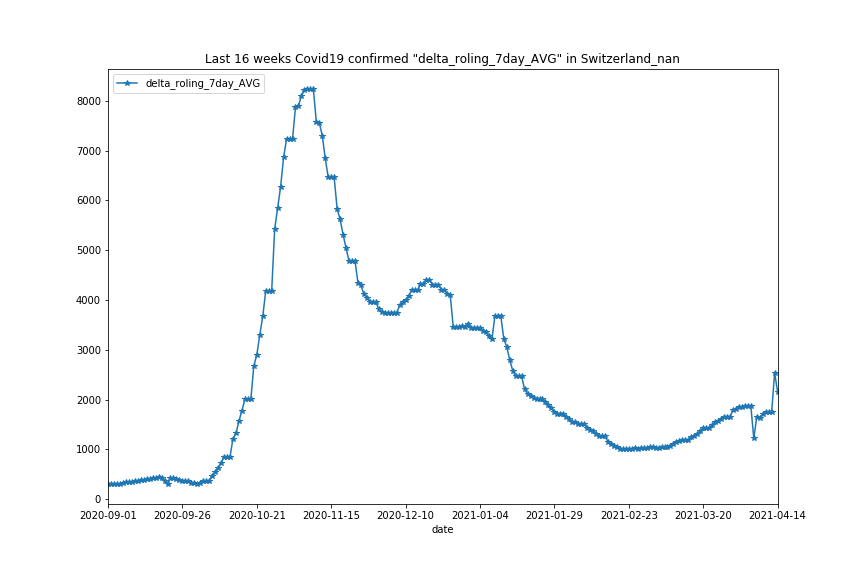 Last 16 weeks Covid19 confirmed "delta_roling_7day_AVG" in Switzerland_nan
delta_roling_7day_AVG
8000
7000
6000
5000
4000
3000
2000
1000
0
2020-09-01 2020-09-26 2020-10-21 2020-11-15 2020-12-10 2021-01-04 2021-01-29 2021-02-23 2021-03-20 2021-04-14
date